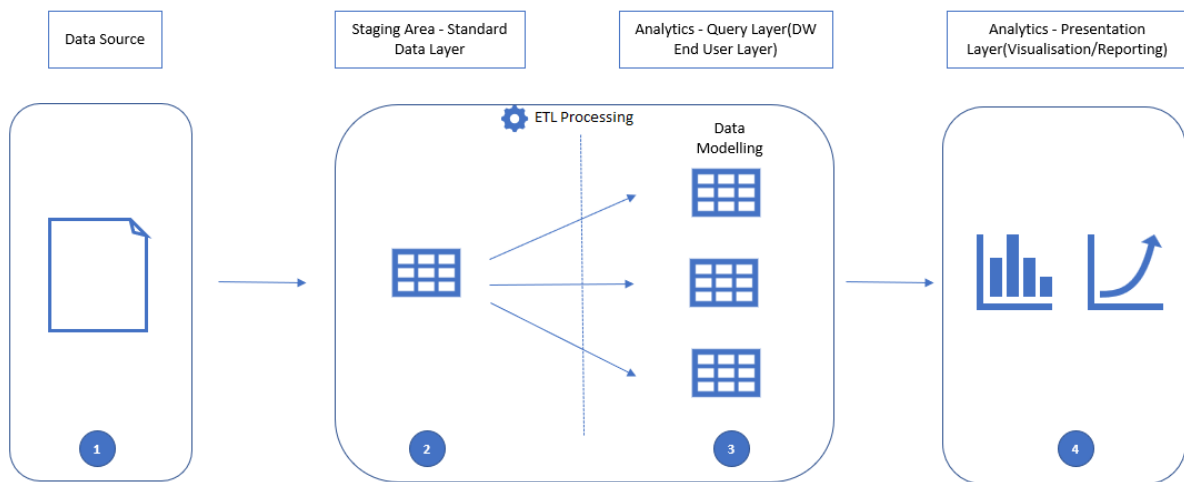 Data Source
Staging Area - Standard
Data Layer
Analytics - Query Layer(DW
End User Layer)
Analytics - Presentation
Layer(Visualisation/Reporting)
ETL Processing
Data
Modelling
1
2
3
4